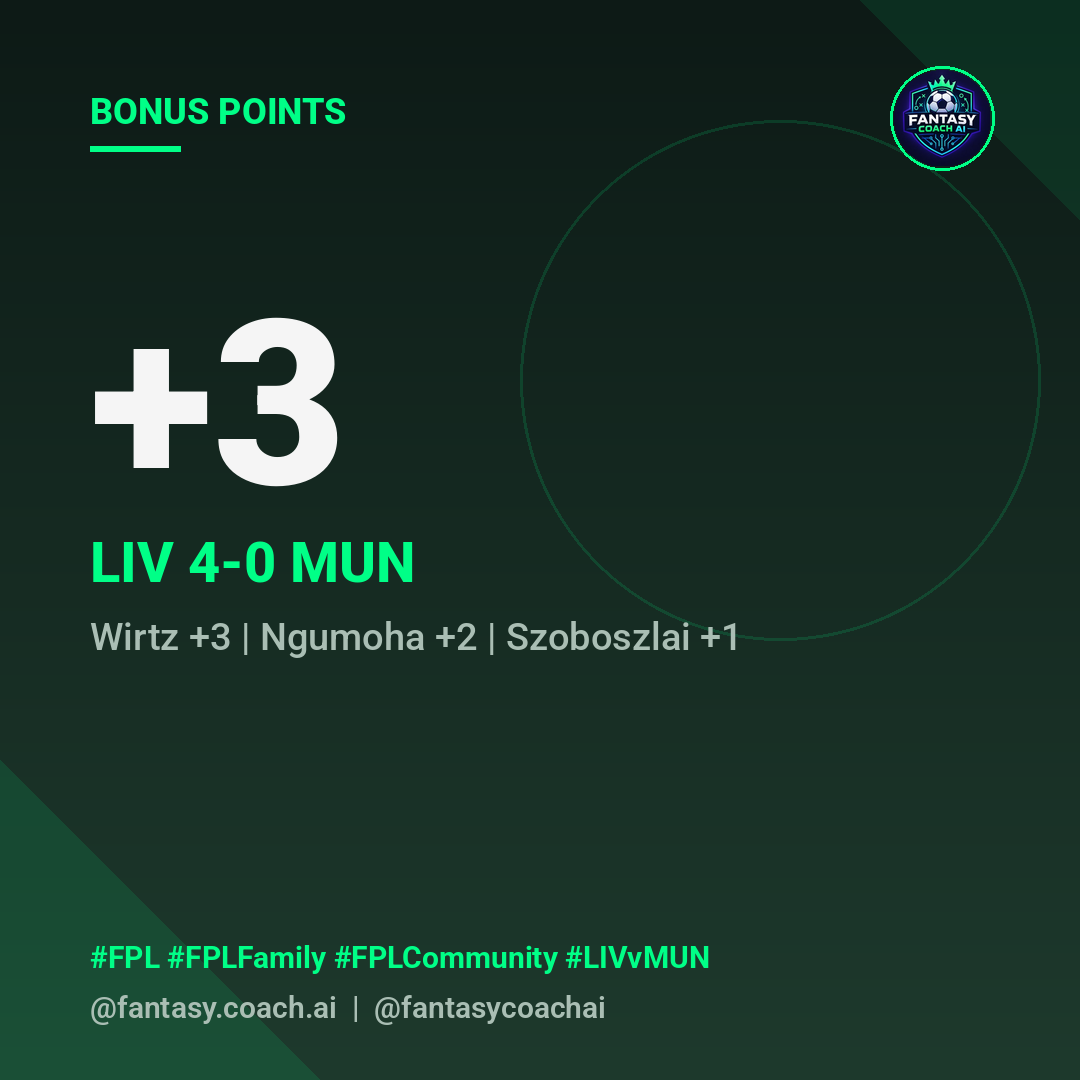 BONUS POINTS
FANTASY
COACH AI
+3
LIV 4-0 MUN
Wirtz +3 | Ngumoha +2 | Szoboszlai +1
#FPL #FPLFamily #FPLCommunity #LIVvMUN
@fantasy.coach.ai | @fantasycoachai